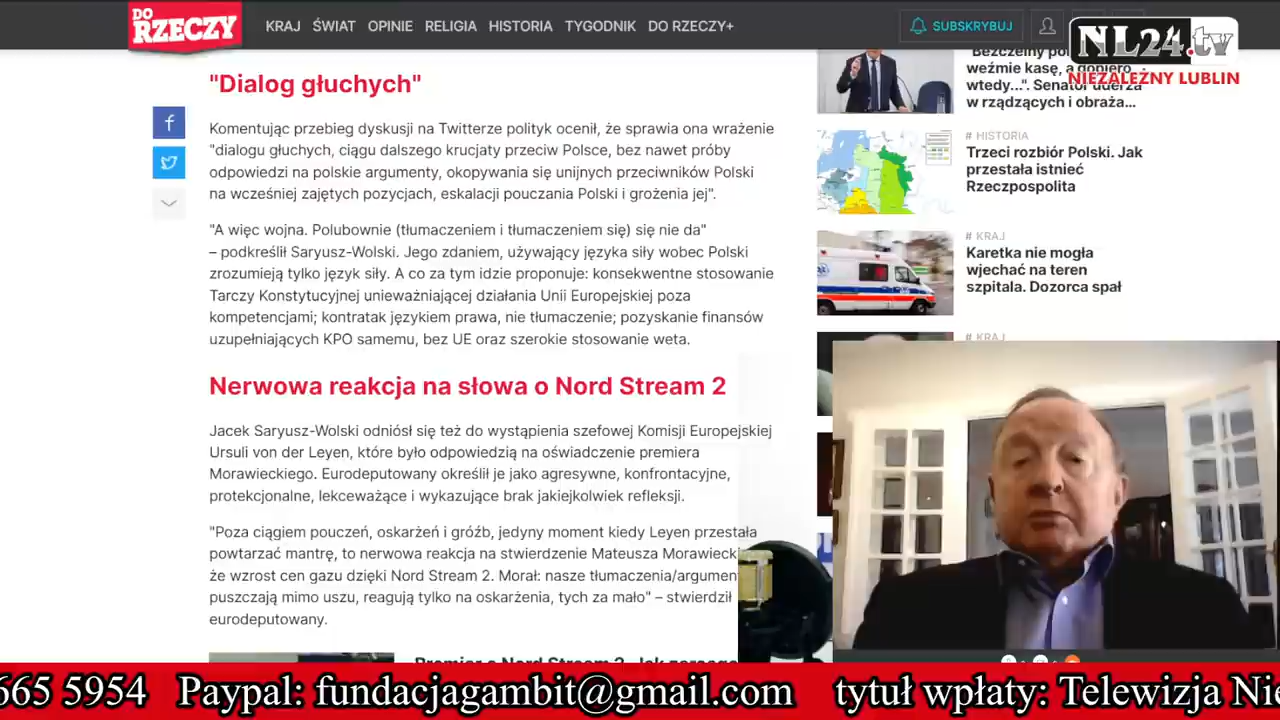 DO
RZECZY
KRAJ ŚWIAT OPINIE RELIGIA HISTORIA TYGODNIK DO RZECZY+
SUBSKRYBUJ
NL24.tv
NIEZALEŻNY LUBLIN
"Dialog głuchych"
Komentując przebieg dyskusji na Twitterze polityk ocenił, że sprawia ona wrażenie
"dialogu głuchych, ciągu dalszego krucjaty przeciw Polsce, bez nawet próby
odpowiedzi na polskie argumenty, okopywania się unijnych przeciwników Polski
na wcześniej zajętych pozycjach, eskalacji pouczania Polski i grożenia jej".
"A więc wojna. Polubownie (tłumaczeniem i tłumaczeniem się) się nie da"
– podkreślił Saryusz-Wolski. Jego zdaniem, używający języka siły wobec Polski
zrozumieją tylko język siły. A co za tym idzie proponuje: konsekwentne stosowanie
Tarczy Konstytucyjnej unieważniającej działania Unii Europejskiej poza
kompetencjami; kontratak językiem prawa, nie tłumaczenie; pozyskanie finansów
uzupełniających KPO samemu, bez UE oraz szerokie stosowanie weta.
Nerwowa reakcja na słowa o Nord Stream 2
Jacek Saryusz-Wolski odniósł się też do wystąpienia szefowej Komisji Europejskiej
Ursuli von der Leyen, które było odpowiedzią na oświadczenie premiera
Morawieckiego. Eurodeputowany określił je jako agresywne, konfrontacyjne,
protekcjonalne, lekceważące i wykazujące brak jakiejkolwiek refleksji.
"Poza ciągiem pouczeń, oskarżeń i gróźb, jedyny moment kiedy Leyen przestała
powtarzać mantrę, to nerwowa reakcja na stwierdzenie Mateusza Morawiecki
że wzrost cen gazu dzięki Nord Stream 2. Morał: nasze tłumaczenia/argumen
puszczają mimo uszu, reagują tylko na oskarżenia, tych za mało" – stwierdził
eurodeputowany.
"Bezczelny
weźmie kasę, a dopiero
wtedy...". Senator uderza
w rządzących i obraża...
# HISTORIA
Trzeci rozbiór Polski. Jak
przestała istnieć
Rzeczpospolita
# KRAJ
Karetka nie mogła
wjechać na teren
szpitala. Dozorca spał
# KRAJ
Premier o Nord Stream 2
665 5954 Paypal: fundacjagambit@gmail.com tytuł wpłaty: Telewizja Nie